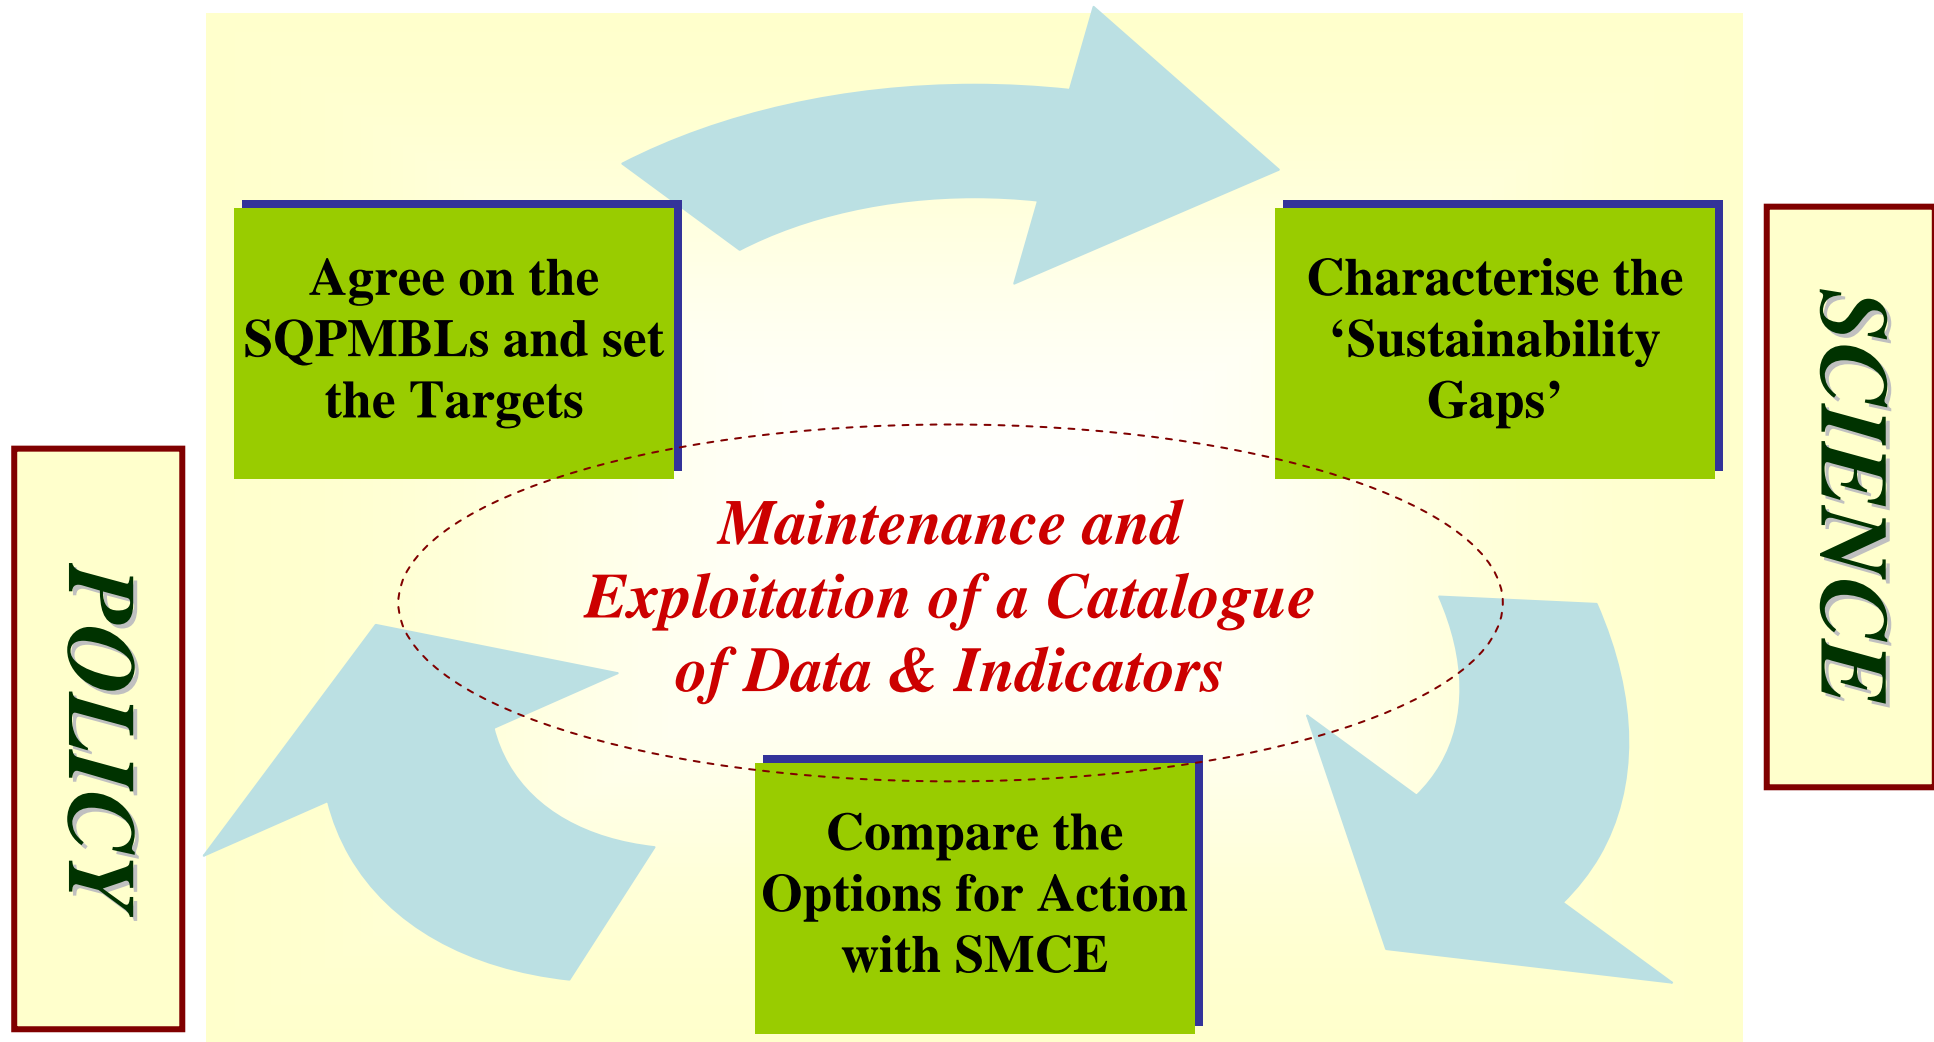 Agree on the
SQPMBLs and set
the Targets
Characterise the
‘Sustainability
Gaps’
SCIENCE
Maintenance and
Exploitation of a Catalogue
of Data & Indicators
POLICY
Compare the
Options for Action
with SMCE